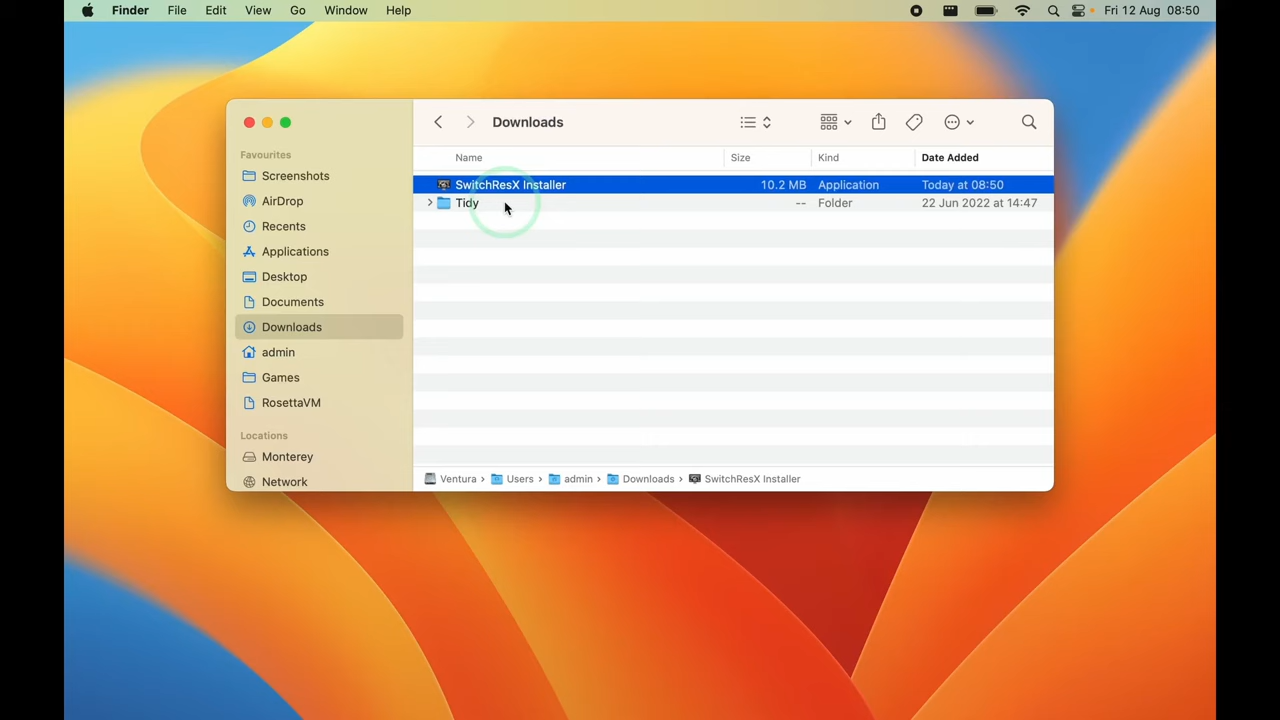 Finder File Edit View Go Window Help Fri 12 Aug 08:50
Downloads
Favourites
Screenshots
AirDrop
Recents
Applications
Desktop
Documents
Downloads
admin
Games
RosettaVM
Locations
Monterey
Network
Name Size Kind Date Added
SwitchResX Installer 10.2 MB Application Today at 08:50
Tidy -- Folder 22 Jun 2022 at 14:47
Ventura › Users › admin › Downloads › SwitchResX Installer